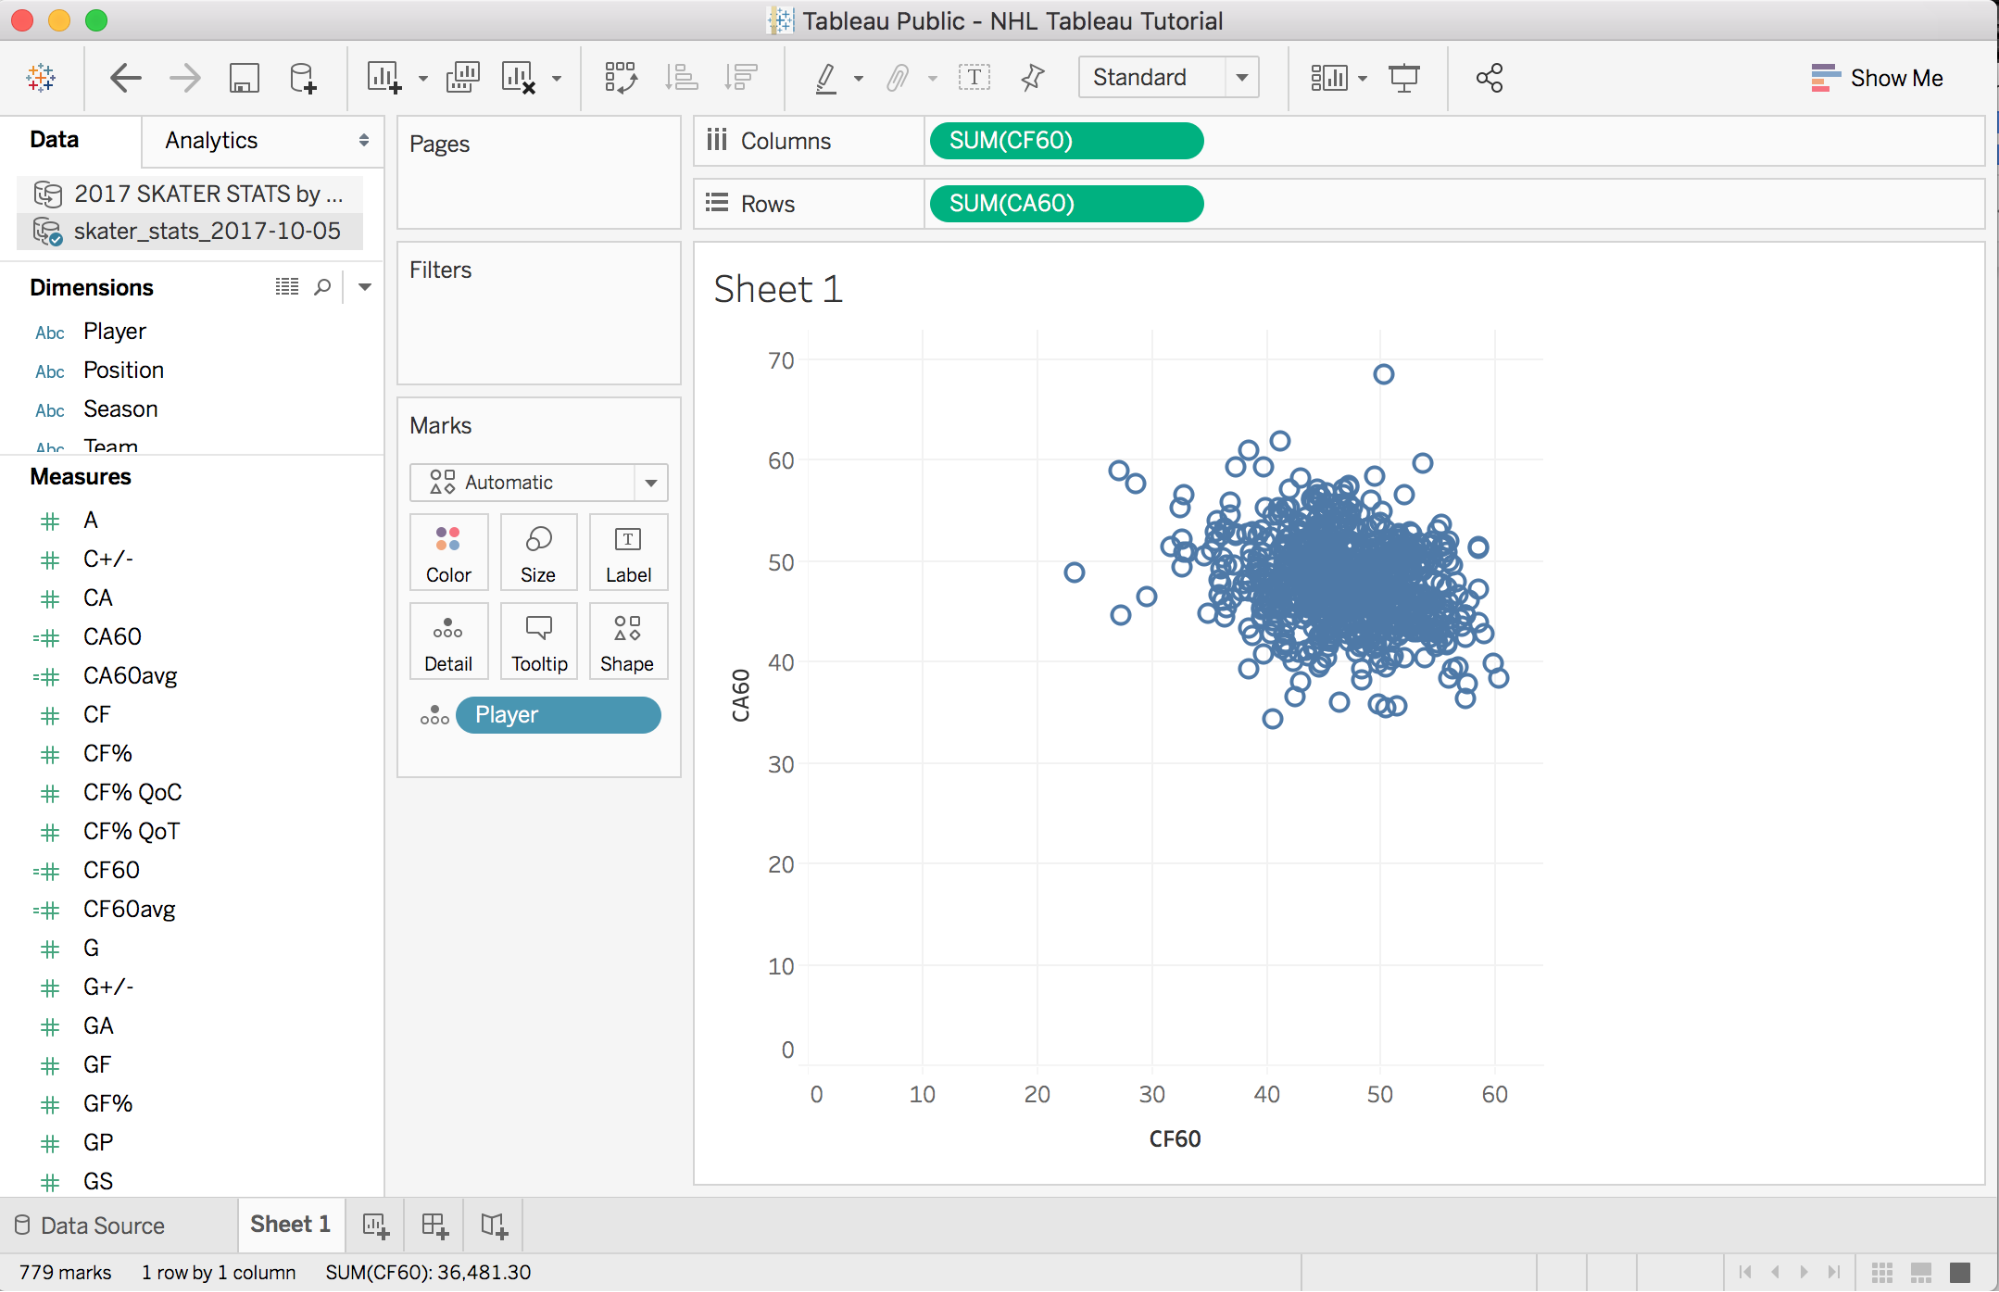 Tableau Public - NHL Tableau Tutorial
Standard
Show Me
Data
Analytics
2017 SKATER STATS by ...
skater_stats_2017-10-05
Dimensions
Abc Player
Abc Position
Abc Season
Abc Team
Measures
A
C+/-
CA
CA60
CA60avg
CF
CF%
CF% QoC
CF% QoT
CF60
CF60avg
G
G+/-
GA
GF
GF%
GP
GS
Pages
Filters
Marks
Automatic
Color
Size
T
Label
Detail
Tooltip
Shape
Player
Columns
SUM(CF60)
Rows
SUM(CA60)
Sheet 1
70
60
50
40
30
20
10
0
CA60
0 10 20 30 40 50 60
CF60
Data Source
Sheet 1
779 marks
1 row by 1 column
SUM(CF60): 36,481.30